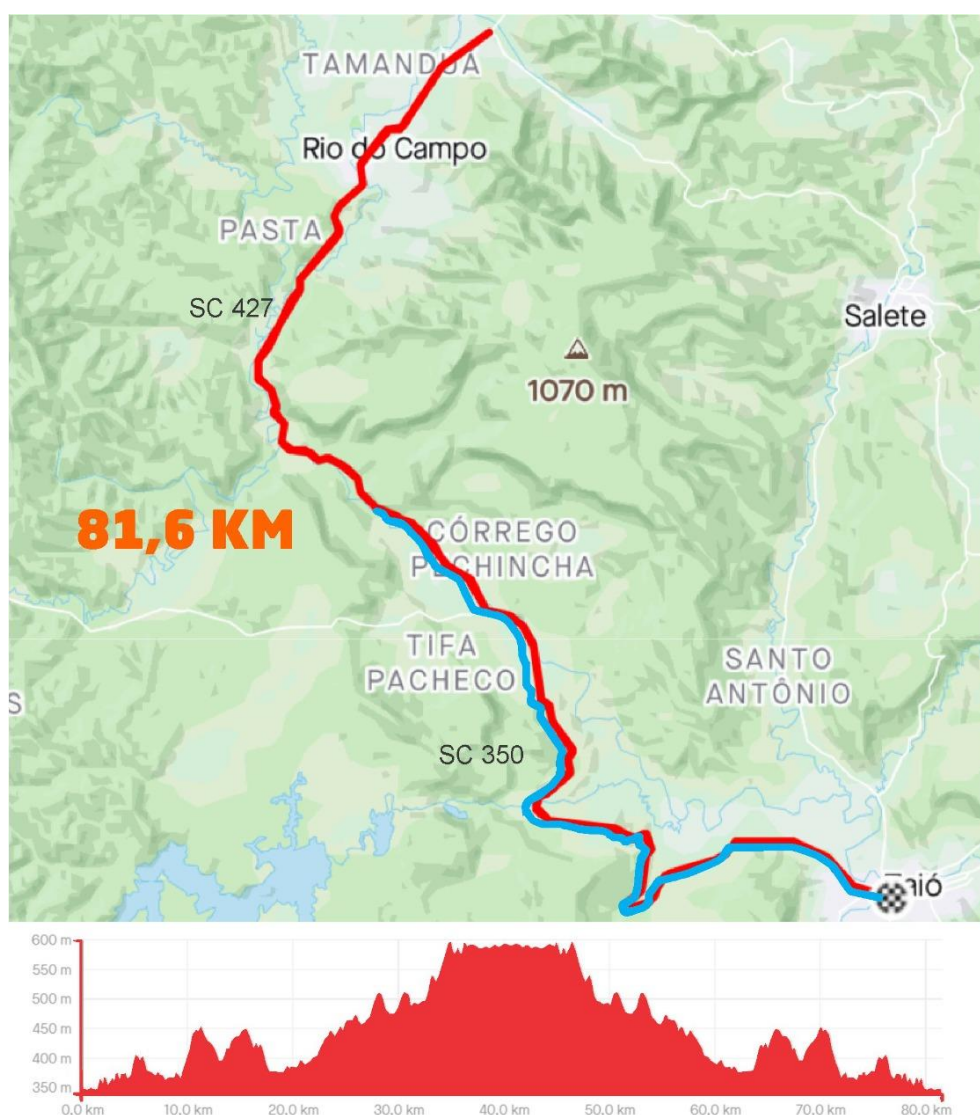 TAMANDUÁ
Rio do Campo
PASTA
SC 427
Salete
1070 m
81,6 KM
CÓRREGO
PECHINCHA
TIFA
PACHECO
SANTO
ANTÔNIO
S
SC 350
Taió
600 m
550 m
500 m
450 m
400 m
350 m
0.0 km 10.0 km 20.0 km 30.0 km 40.0 km 50.0 km 60.0 km 70.0 km 80.0 km